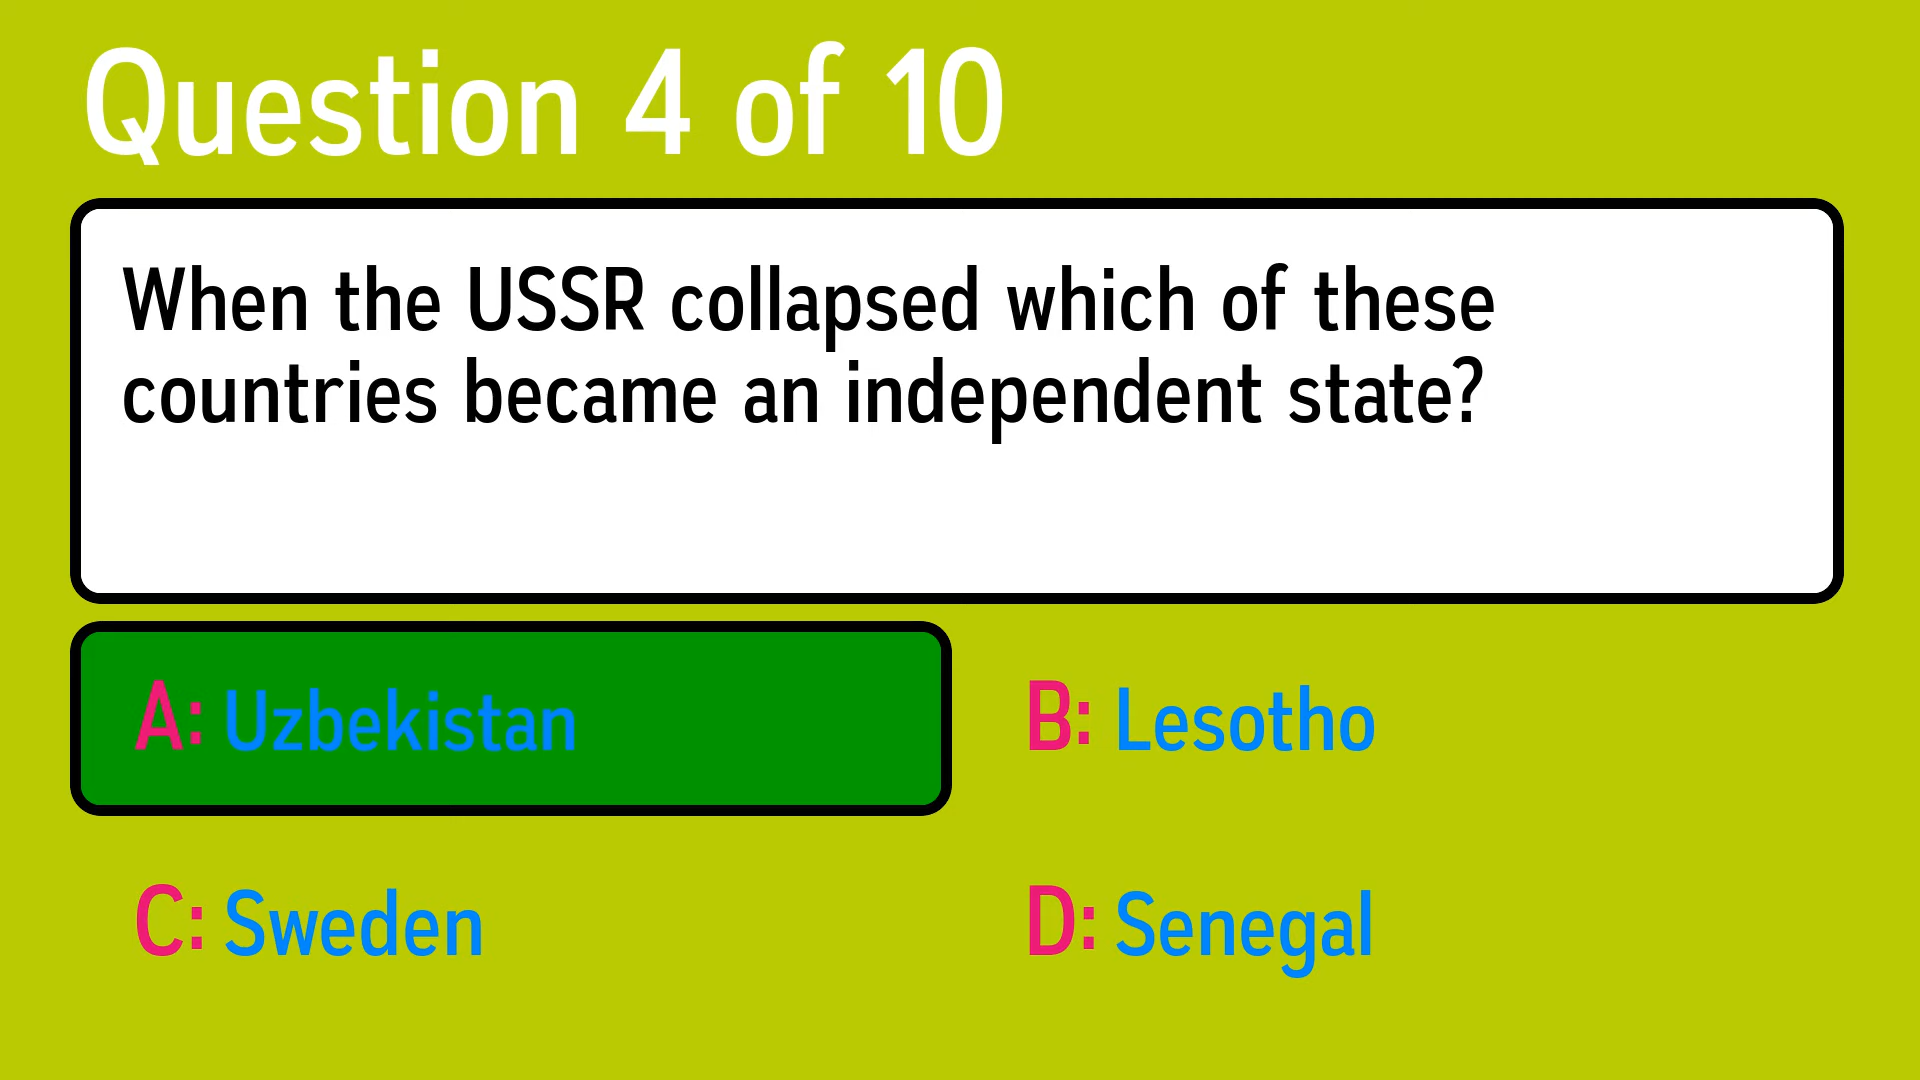 Question 4 of 10
When the USSR collapsed which of these
countries became an independent state?
A: Uzbekistan
B: Lesotho
C: Sweden
D: Senegal